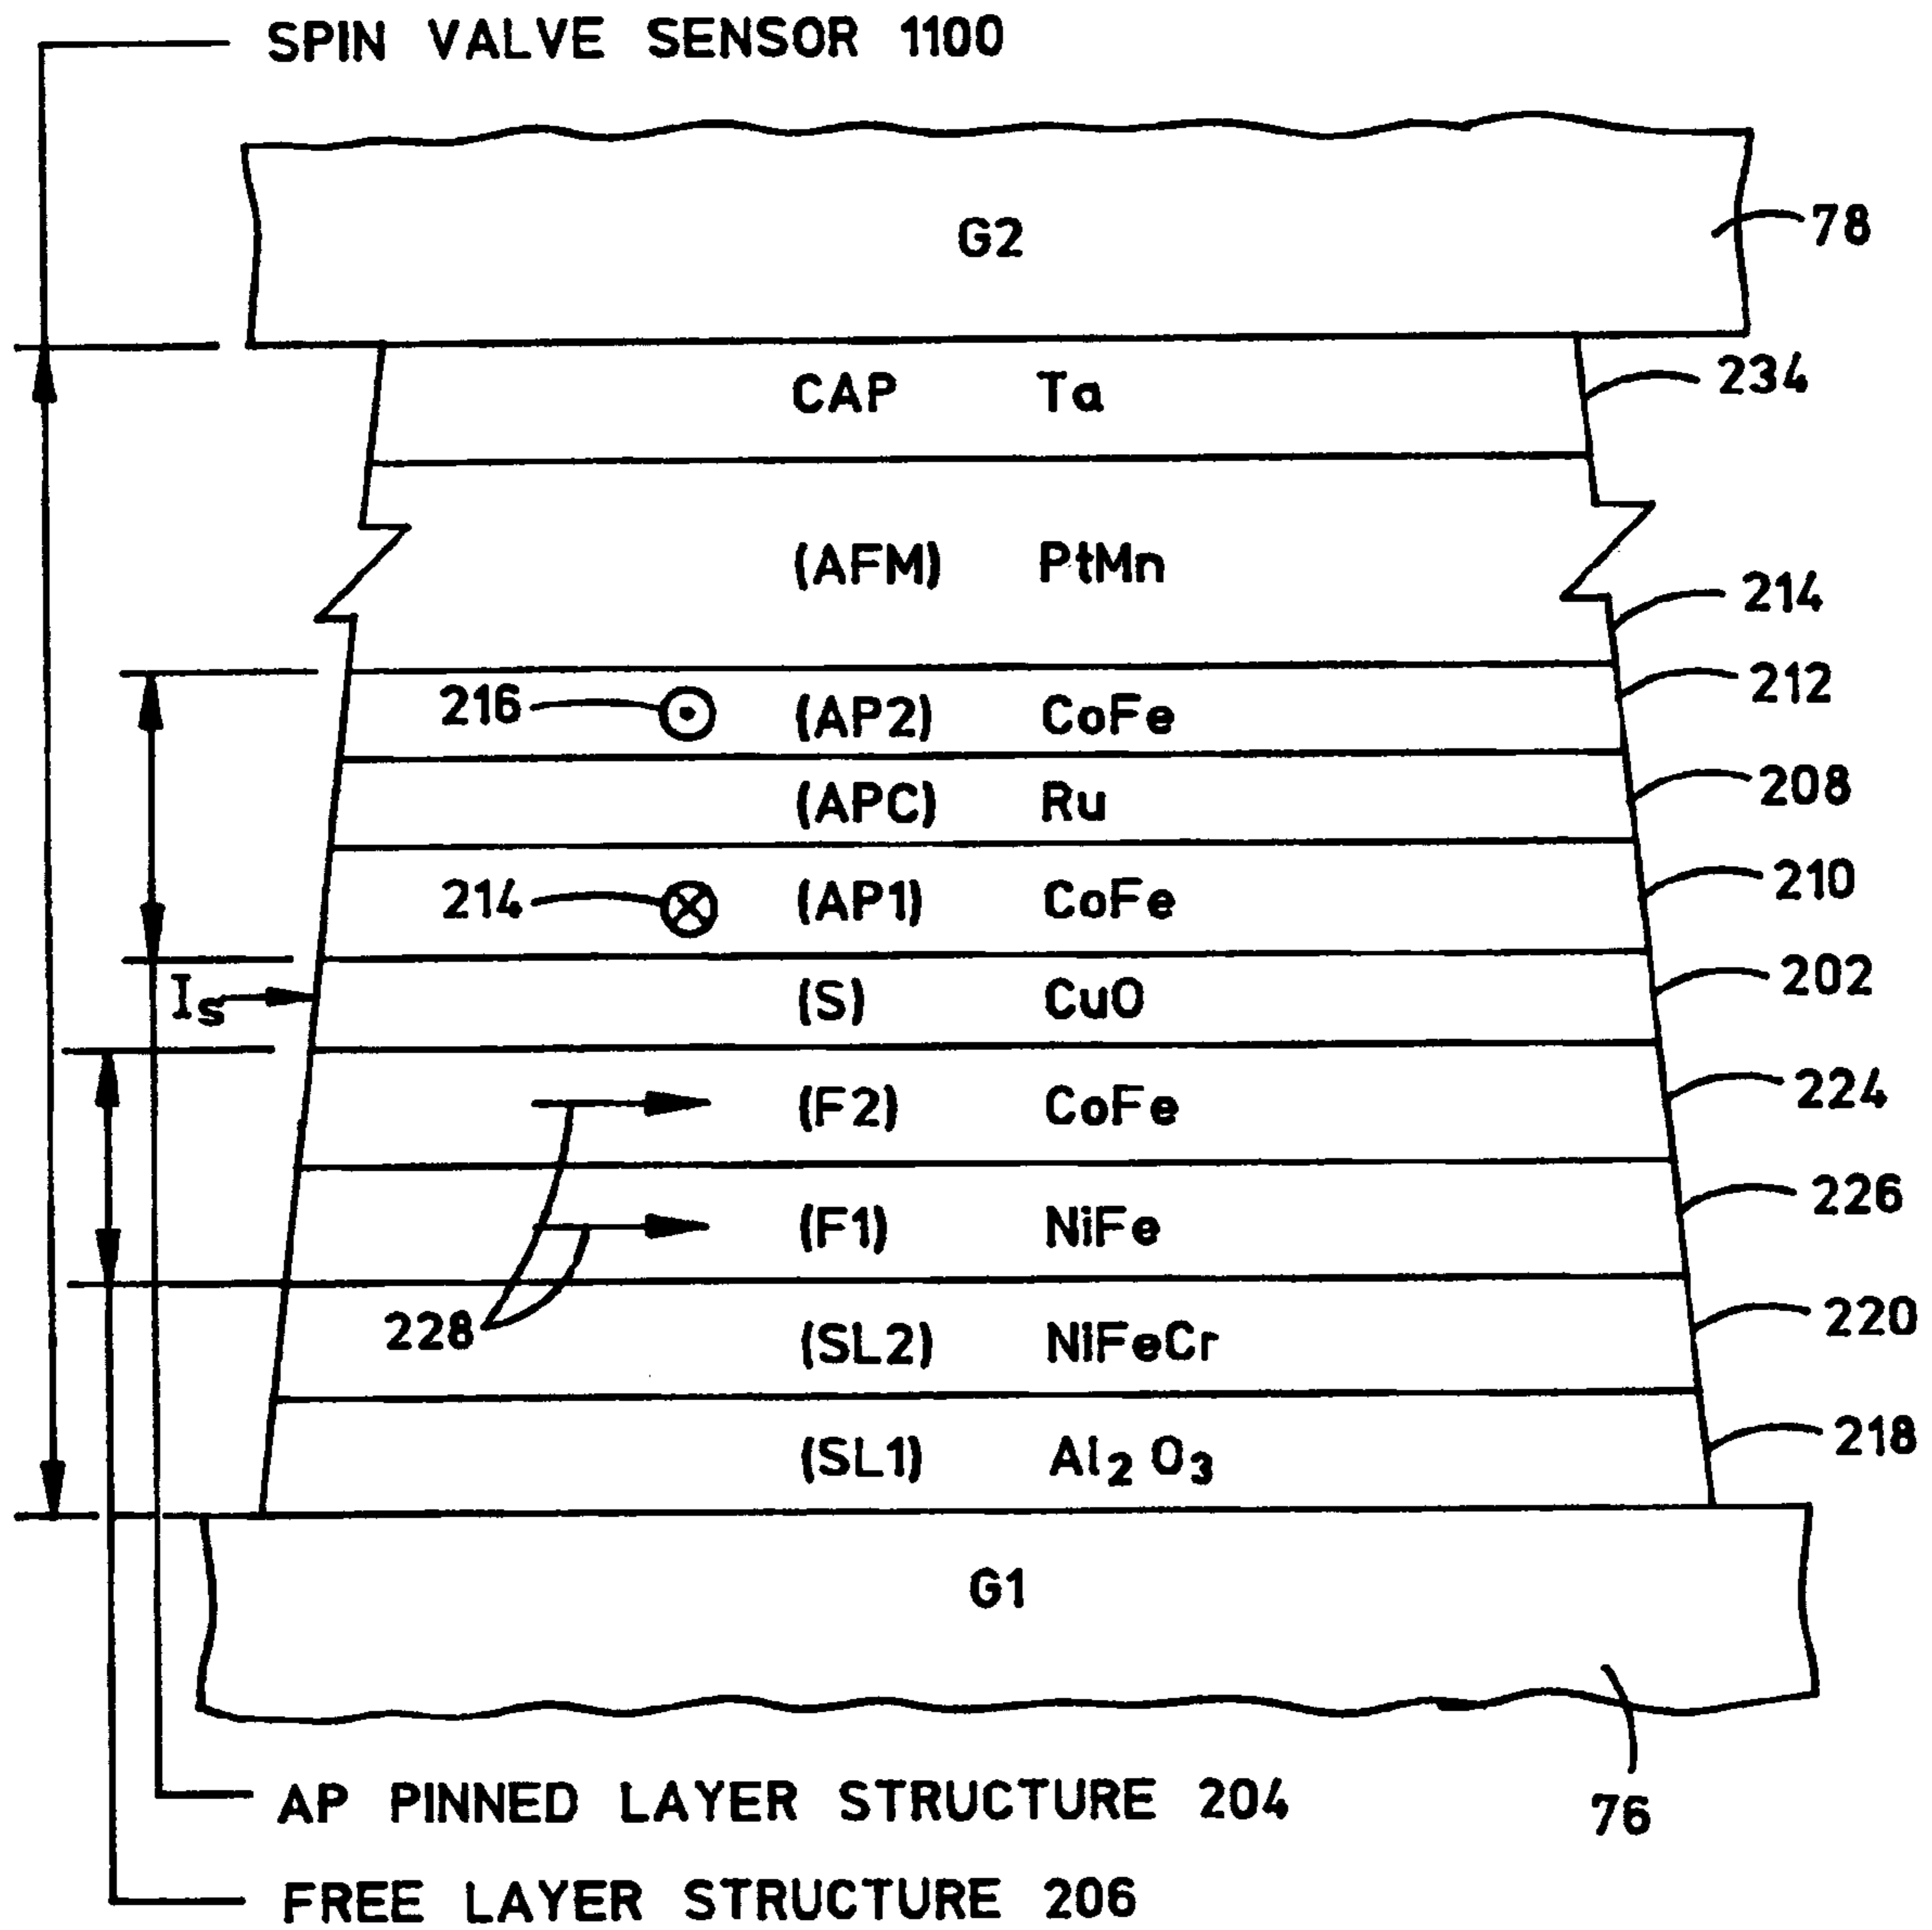 SPIN VALVE SENSOR 1100
G2
78
CAP Ta
234
(AFM) PtMn
214
212
216 (AP2) CoFe
(APC) Ru
208
214 (AP1) CoFe
210
202
Is (S) CuO
(F2) CoFe
224
(F1) NiFe
226
228 (SL2) NiFeCr
220
(SL1) Al2O3
218
G1
76
AP PINNED LAYER STRUCTURE 204
FREE LAYER STRUCTURE 206